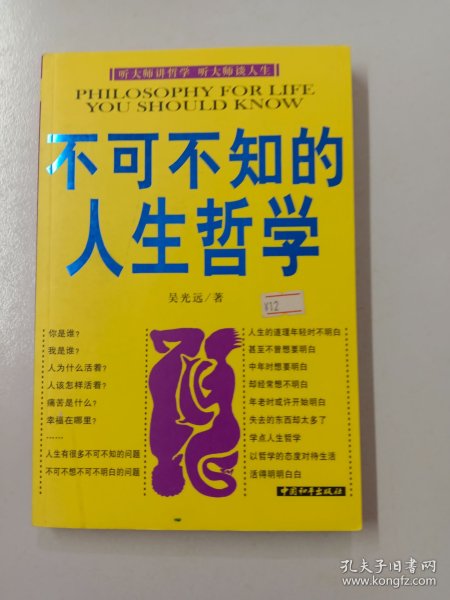 听大师讲哲学 听大师谈人生
PHILOSOPHY FOR LIFE
YOU SHOULD KNOW
不可不知的
人生哲学
吴光远/著
¥12
你是谁?
我是谁?
人为什么活着?
人该怎样活着?
痛苦是什么?
幸福在哪里?
……
人生有很多不可不知的问题
不可不想不可不明白的问题
人生的道理年轻时不明白
甚至不曾想要明白
中年时想要明白
却经常想不明白
年老时或许开始明白
失去的东西却太多了
学点人生哲学
以哲学的态度对待生活
活得明明白白
中国和平出版社
孔夫子旧书网
www.kongfz.com